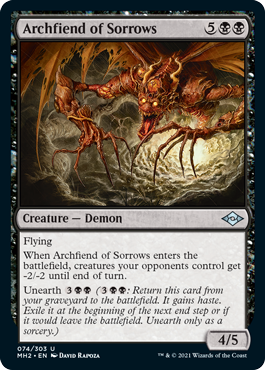 Archfiend of Sorrows 5
Creature — Demon
Flying
When Archfiend of Sorrows enters the
battlefield, creatures your opponents control get
-2/-2 until end of turn.
Unearth 3 (3: Return this card from
your graveyard to the battlefield. It gains haste.
Exile it at the beginning of the next end step or if
it would leave the battlefield. Unearth only as a
sorcery.)
4/5
074/303 U
MH2 • EN DAVID RAPOZA
™ & © 2021 Wizards of the Coast